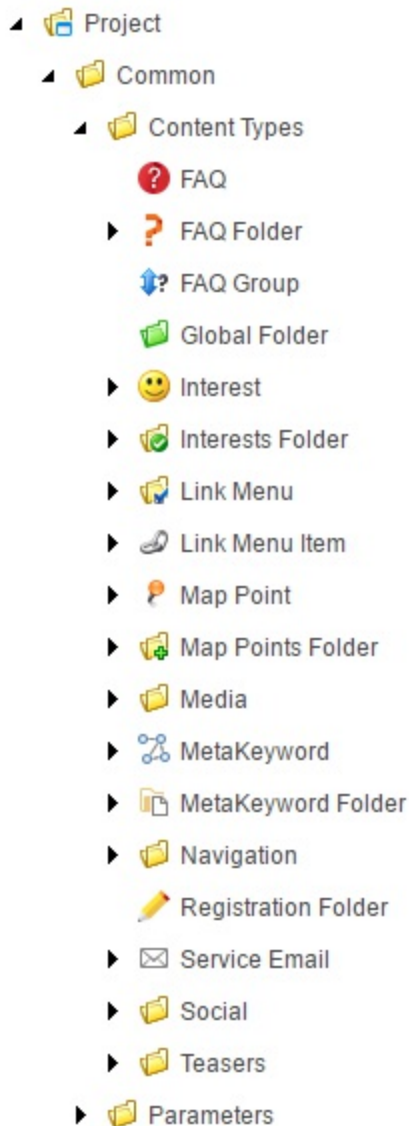 Project
Common
Content Types
FAQ
FAQ Folder
FAQ Group
Global Folder
Interest
Interests Folder
Link Menu
Link Menu Item
Map Point
Map Points Folder
Media
MetaKeyword
MetaKeyword Folder
Navigation
Registration Folder
Service Email
Social
Teasers
Parameters